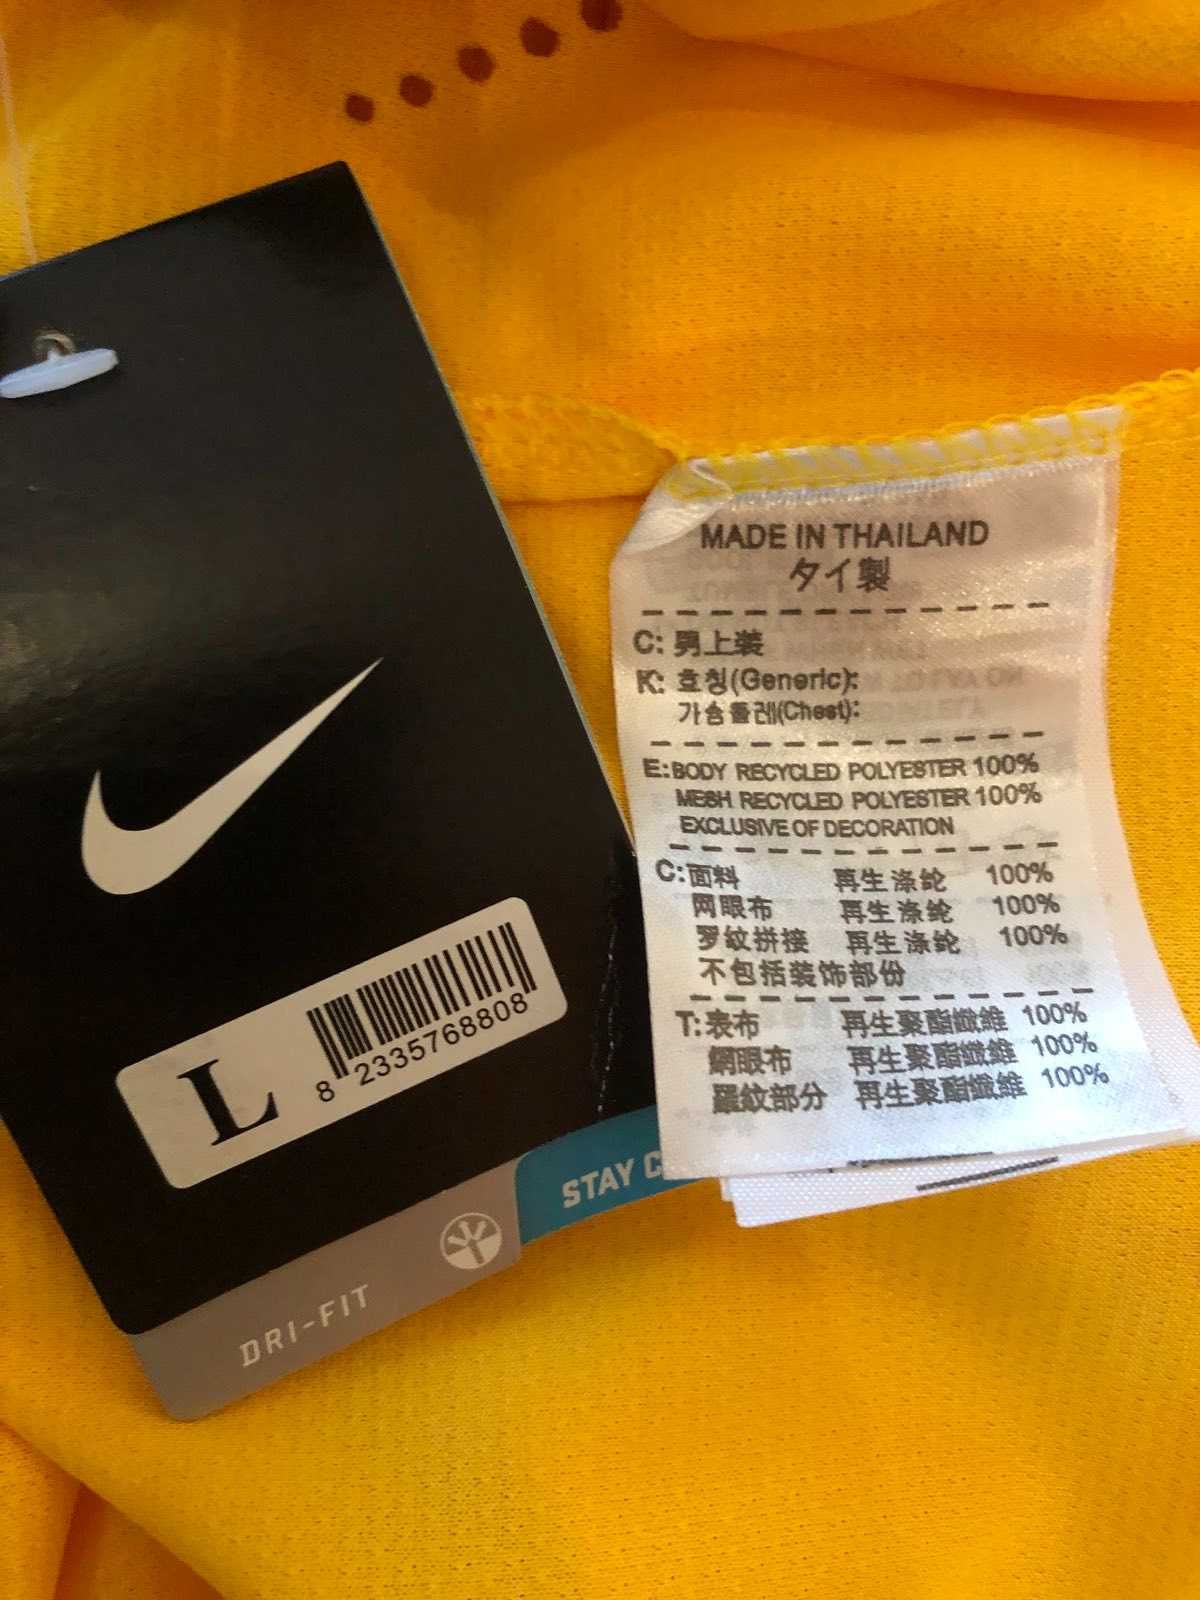 L
8 2335768808
DRI-FIT
STAY C
MADE IN THAILAND
タイ製
C: 男上装
K: 호칭(Generic):
가슴둘레(Chest):
E: BODY RECYCLED POLYESTER 100%
MESH RECYCLED POLYESTER 100%
EXCLUSIVE OF DECORATION
C: 面料 再生涤纶 100%
网眼布 再生涤纶 100%
罗纹拼接 再生涤纶 100%
不包括装饰部份
T: 表布 再生聚酯纖維 100%
網眼布 再生聚酯纖維 100%
羅紋部分 再生聚酯纖維 100%